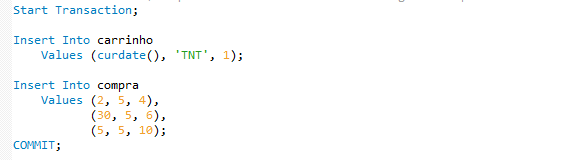 Start Transaction;
Insert Into carrinho
Values (curdate(), 'TNT', 1);
Insert Into compra
Values (2, 5, 4),
(30, 5, 6),
(5, 5, 10);
COMMIT;